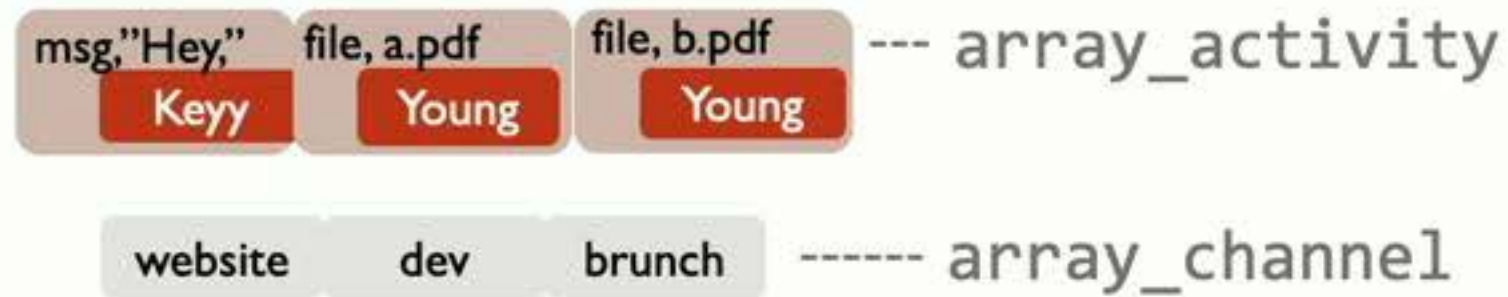 msg,"Hey," file, a.pdf file, b.pdf --- array_activity
Keyy Young Young
website dev brunch ------ array_channel